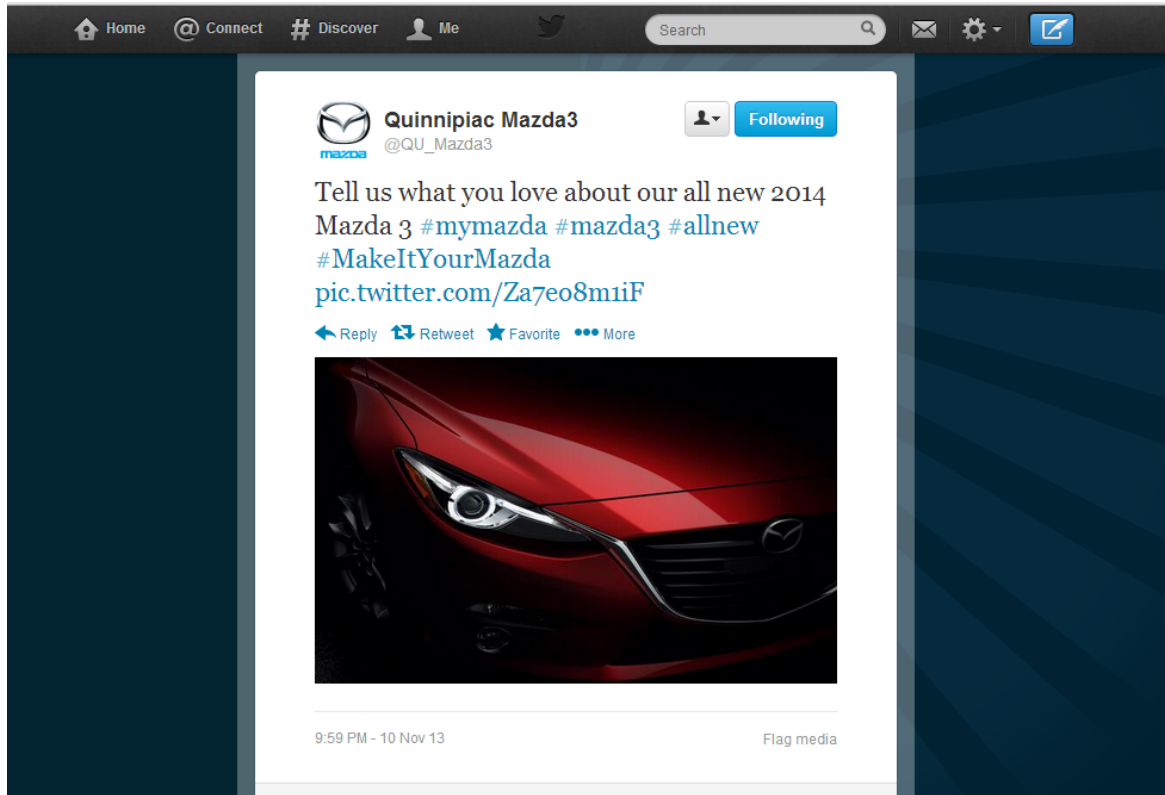 Home Connect Discover Me Search
Quinnipiac Mazda3 Following
mazda
@QU_Mazda3
Tell us what you love about our all new 2014
Mazda 3 #mymazda #mazda3 #allnew
#MakeItYourMazda
pic.twitter.com/Za7eo8m1iF
Reply Retweet Favorite More
9:59 PM - 10 Nov 13 Flag media